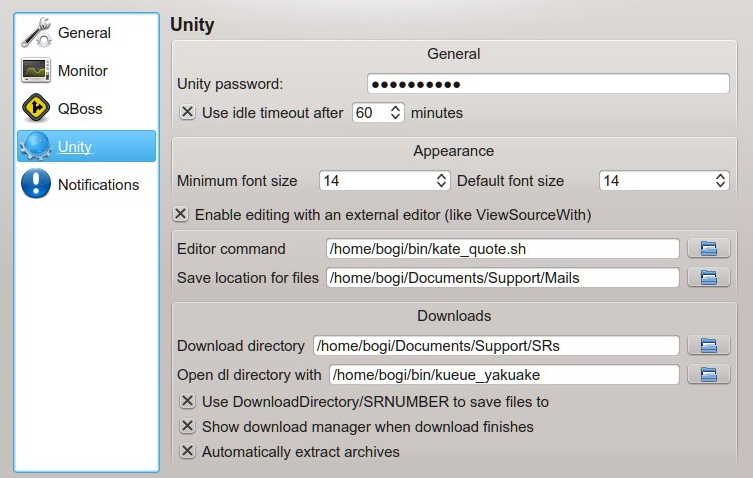 General
Monitor
QBoss
Unity
Notifications
Unity
General
Unity password: ●●●●●●●●●●
Use idle timeout after 60 minutes
Appearance
Minimum font size 14 Default font size 14
Enable editing with an external editor (like ViewSourceWith)
Editor command /home/bogi/bin/kate_quote.sh
Save location for files /home/bogi/Documents/Support/Mails
Downloads
Download directory /home/bogi/Documents/Support/SRs
Open dl directory with /home/bogi/bin/kueue_yakuake
Use DownloadDirectory/SRNUMBER to save files to
Show download manager when download finishes
Automatically extract archives